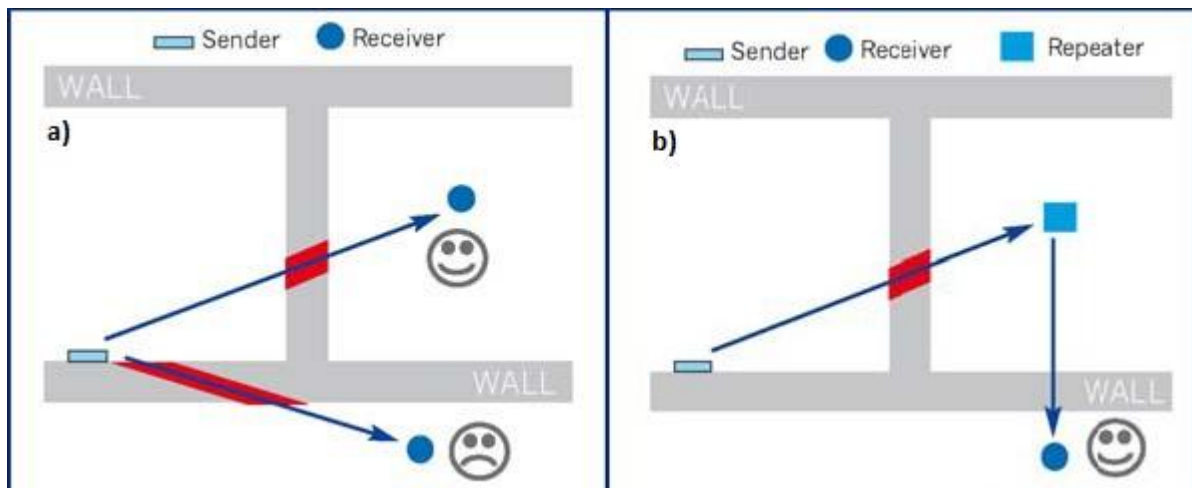 Sender Receiver
WALL
a)
WALL
Sender Receiver Repeater
WALL
b)
WALL